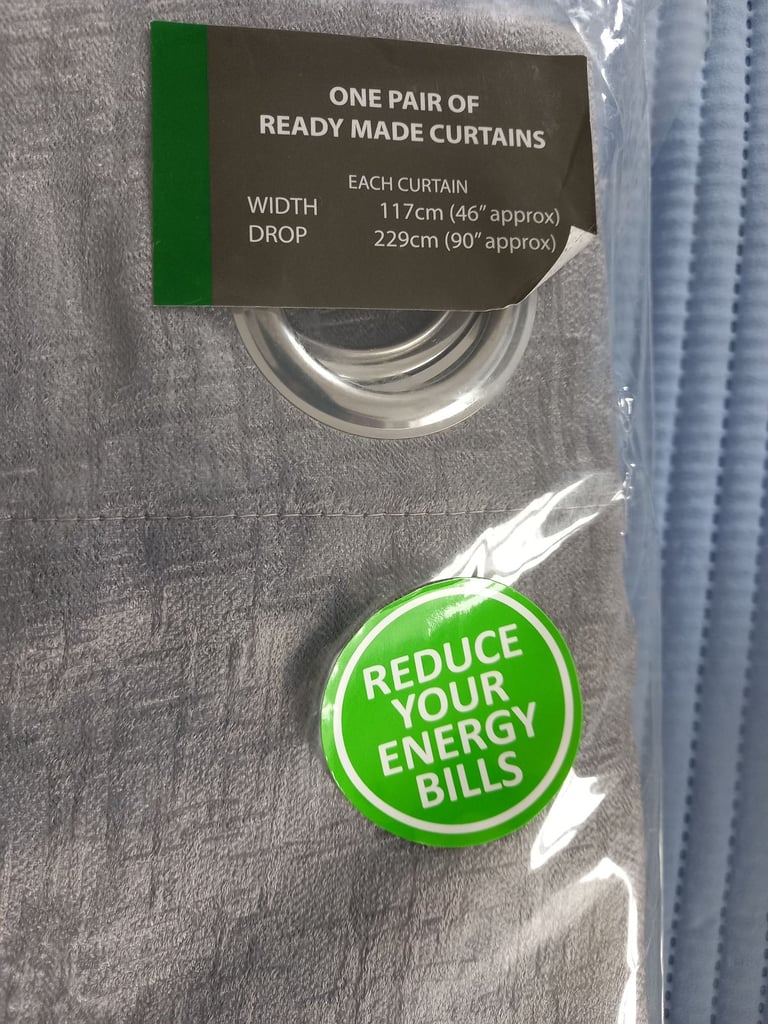 ONE PAIR OF
READY MADE CURTAINS
EACH CURTAIN
WIDTH 117cm (46” approx)
DROP 229cm (90” approx)
REDUCE
YOUR
ENERGY
BILLS